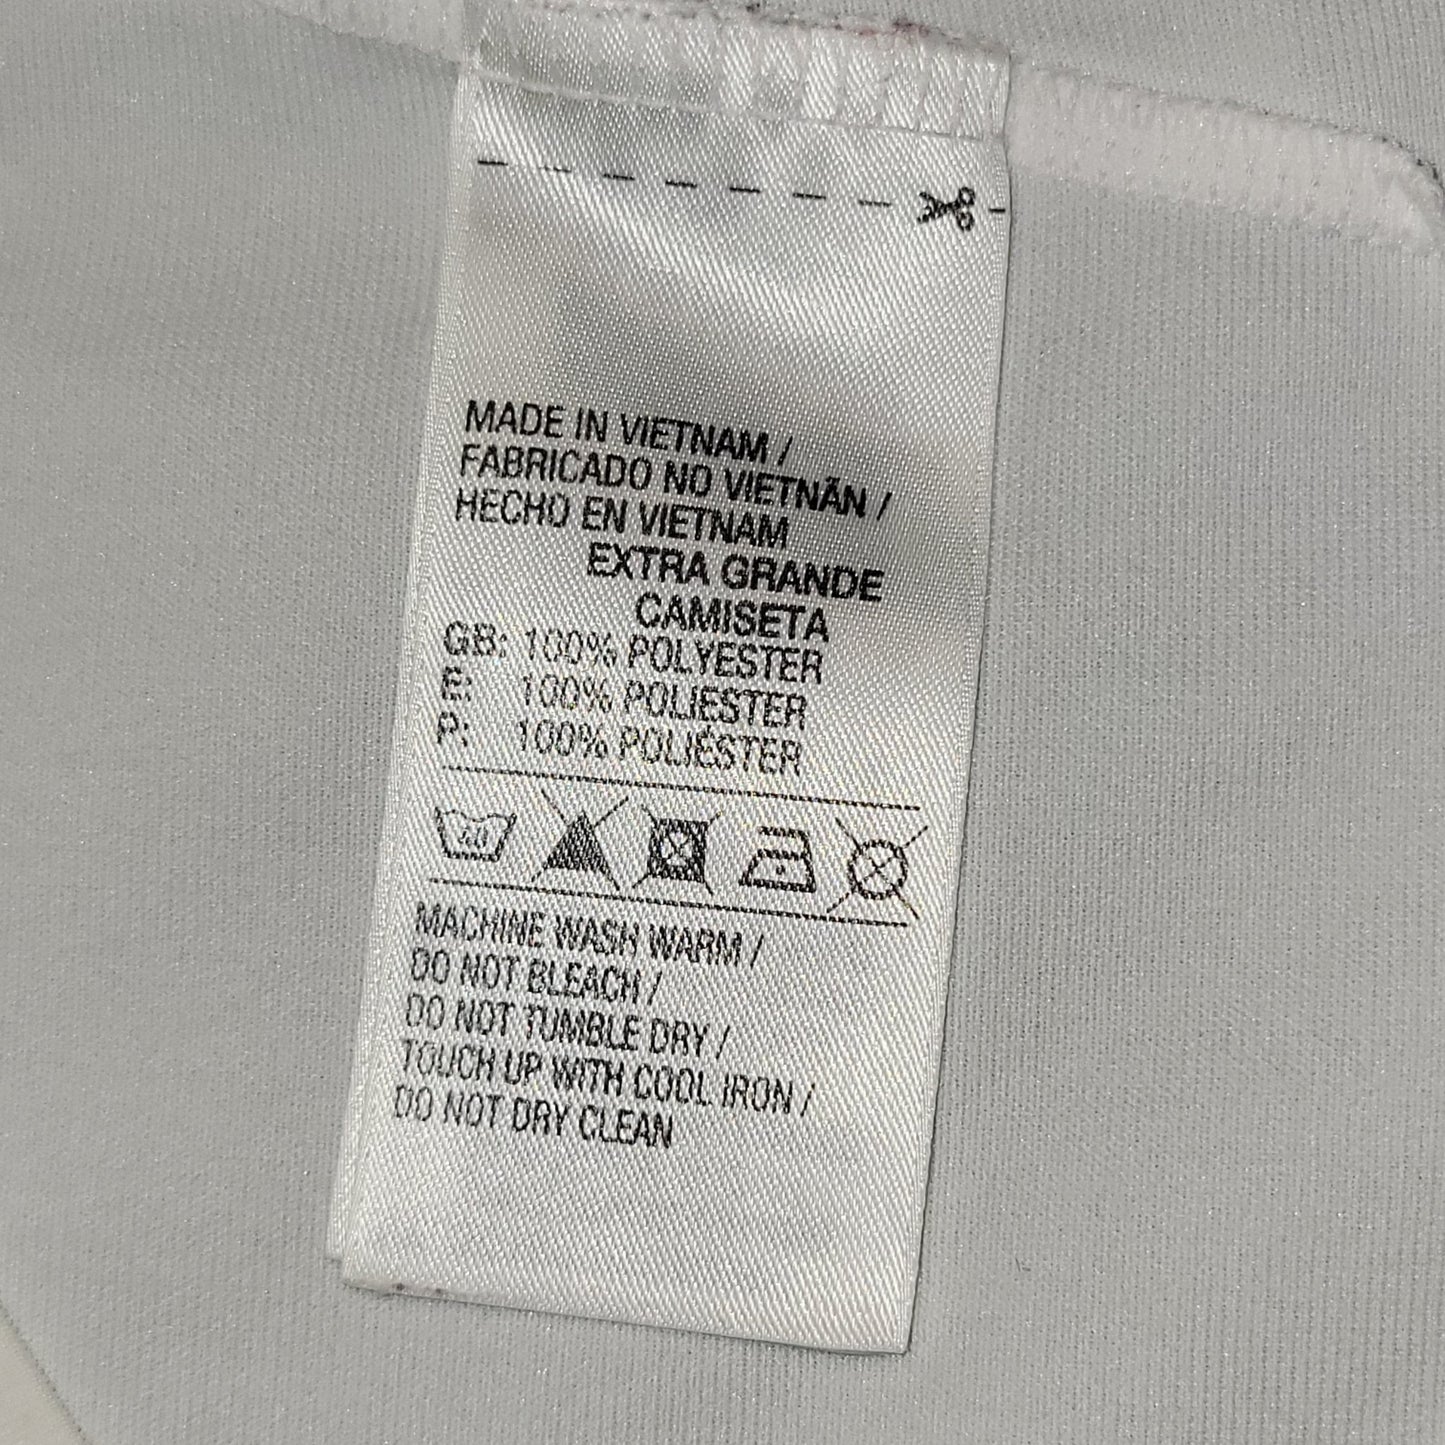 MADE IN VIETNAM /
FABRICADO NO VIETNÃN /
HECHO EN VIETNAM
EXTRA GRANDE
CAMISETA
GB: 100% POLYESTER
E: 100% POLIESTER
P: 100% POLIÉSTER
40
MACHINE WASH WARM /
DO NOT BLEACH /
DO NOT TUMBLE DRY /
TOUCH UP WITH COOL IRON /
DO NOT DRY CLEAN